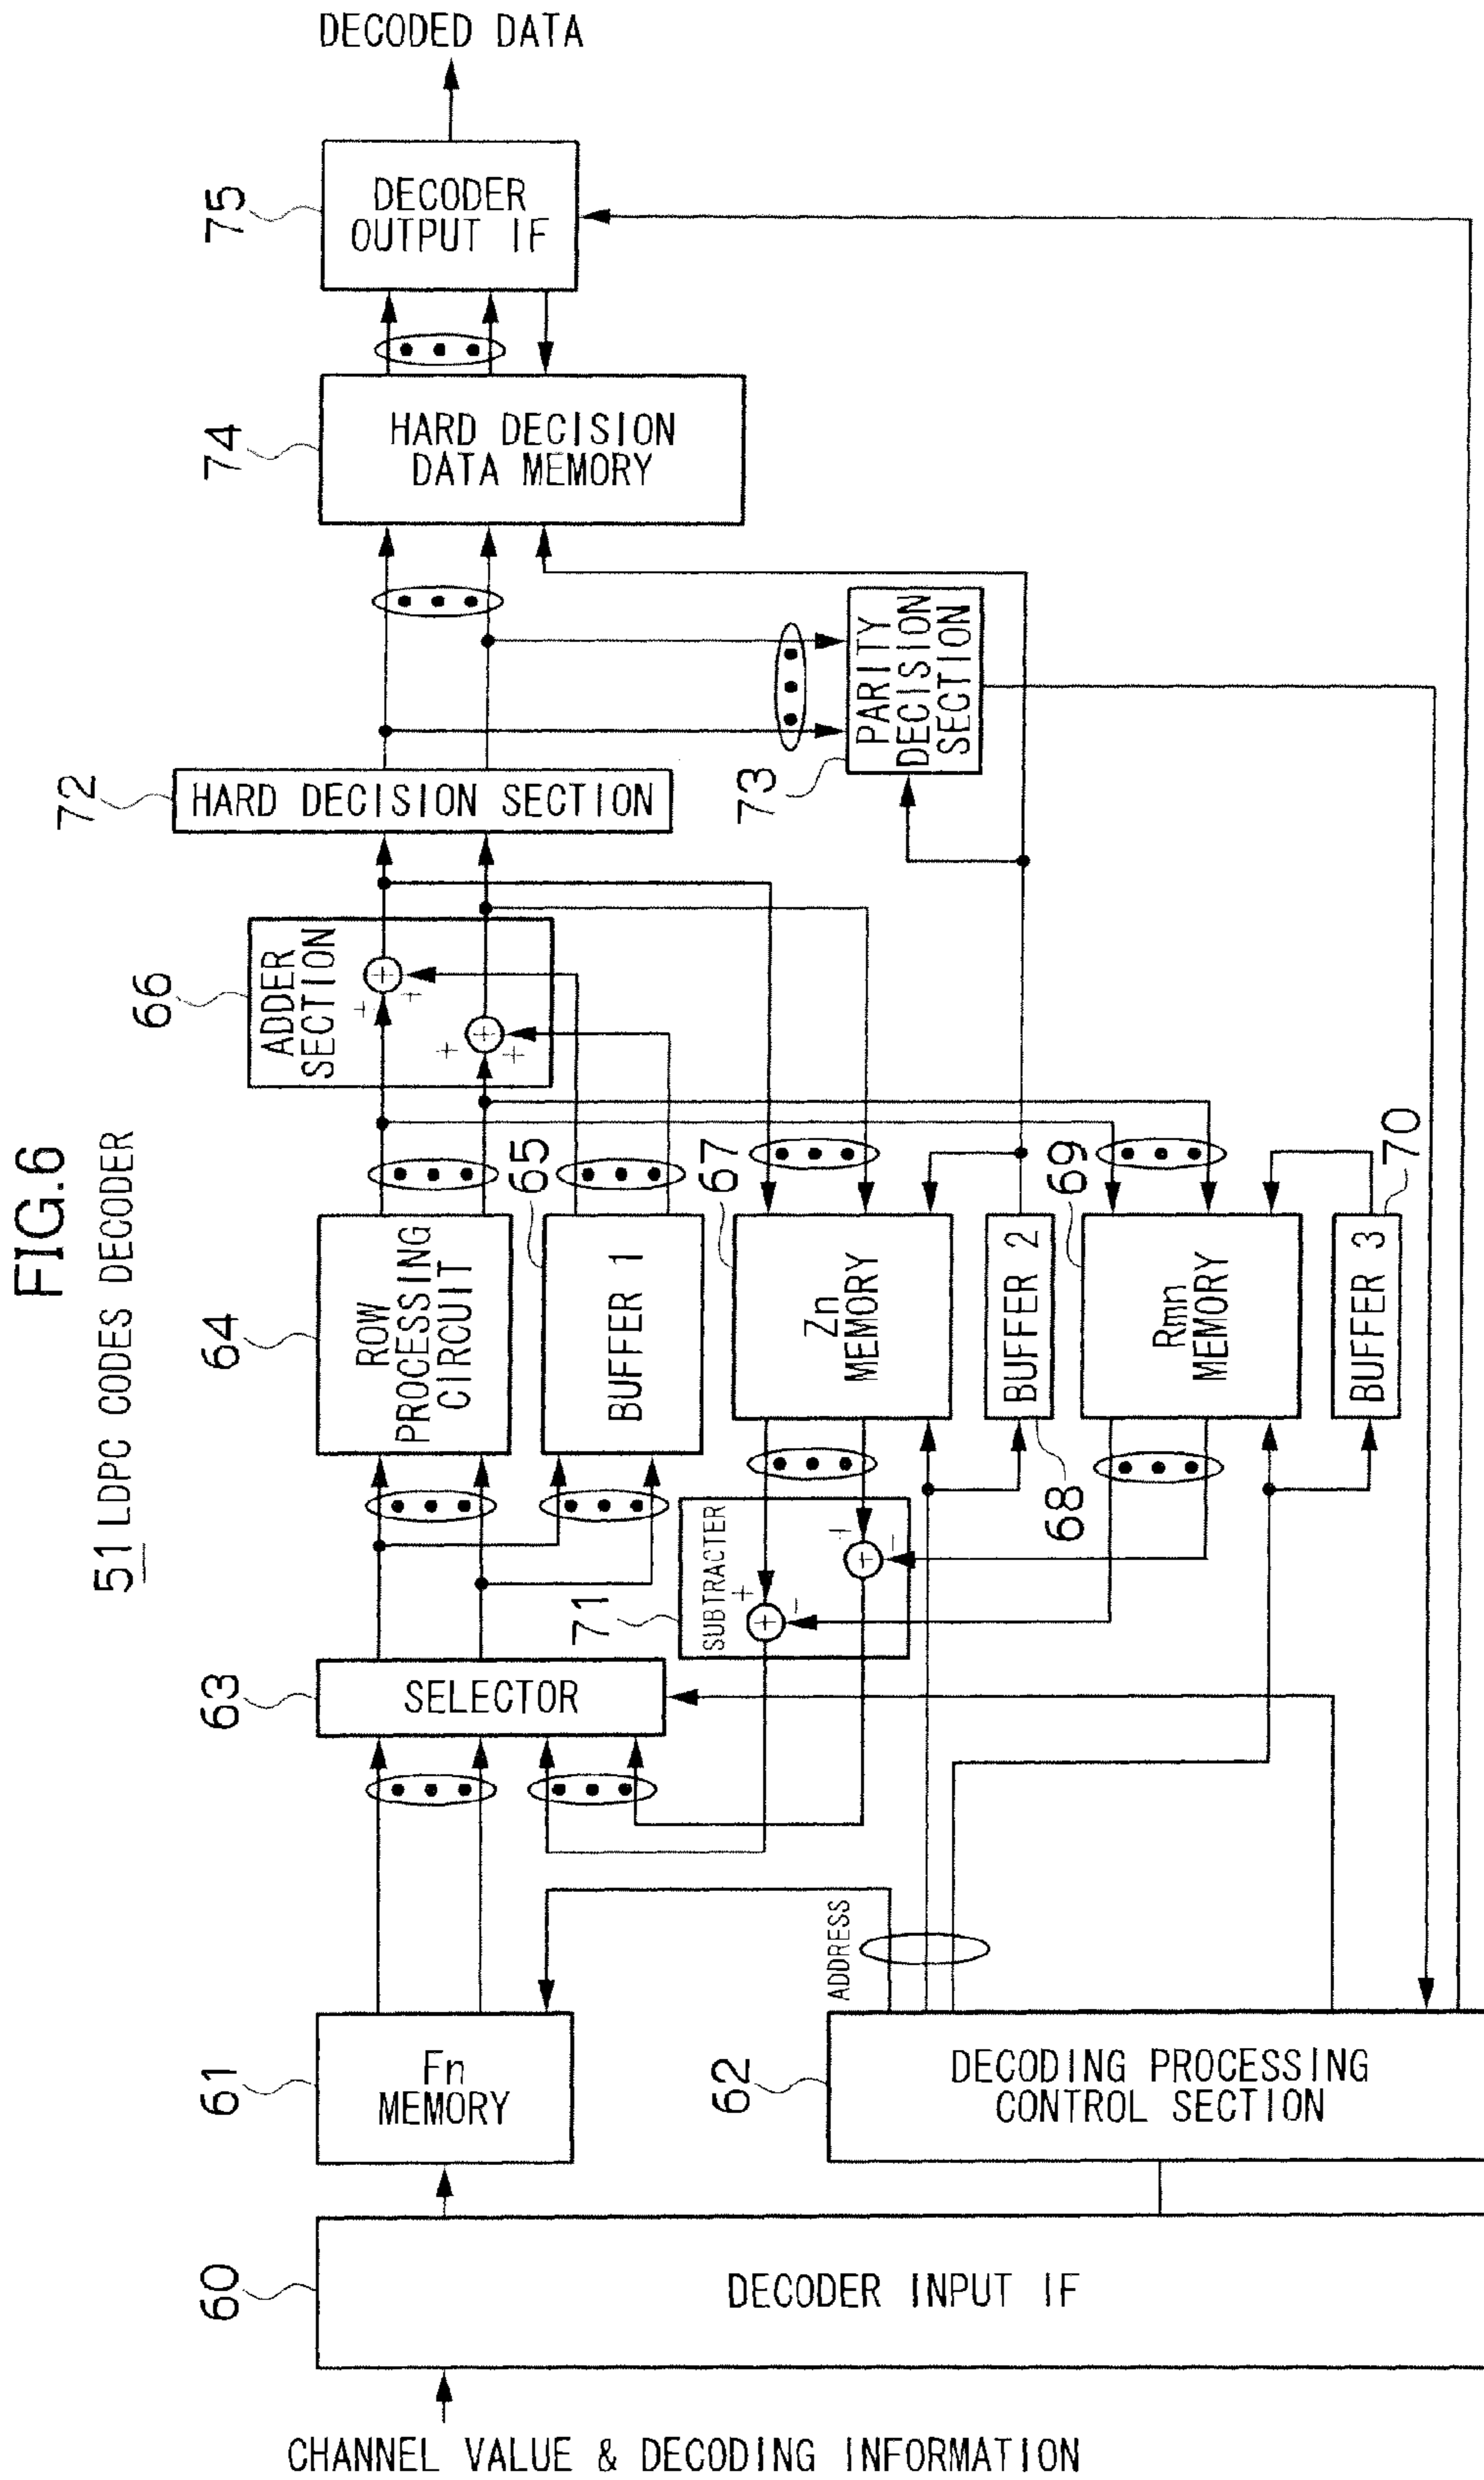 FIG.6
51 LDPC CODES DECODER
DECODED DATA
75
DECODER
OUTPUT IF
74
HARD DECISION
DATA MEMORY
72
HARD DECISION SECTION
73
PARITY
DECISION
SECTION
66
ADDER
SECTION
+
+
+
+
+
+
64
ROW
PROCESSING
CIRCUIT
65
BUFFER 1
67
Zn
MEMORY
68
BUFFER 2
69
Rmn
MEMORY
70
BUFFER 3
71
SUBTRACTER
+
+
-
+
+
-
63
SELECTOR
61
Fn
MEMORY
ADDRESS
62
DECODING PROCESSING
CONTROL SECTION
60
DECODER INPUT IF
CHANNEL VALUE & DECODING INFORMATION